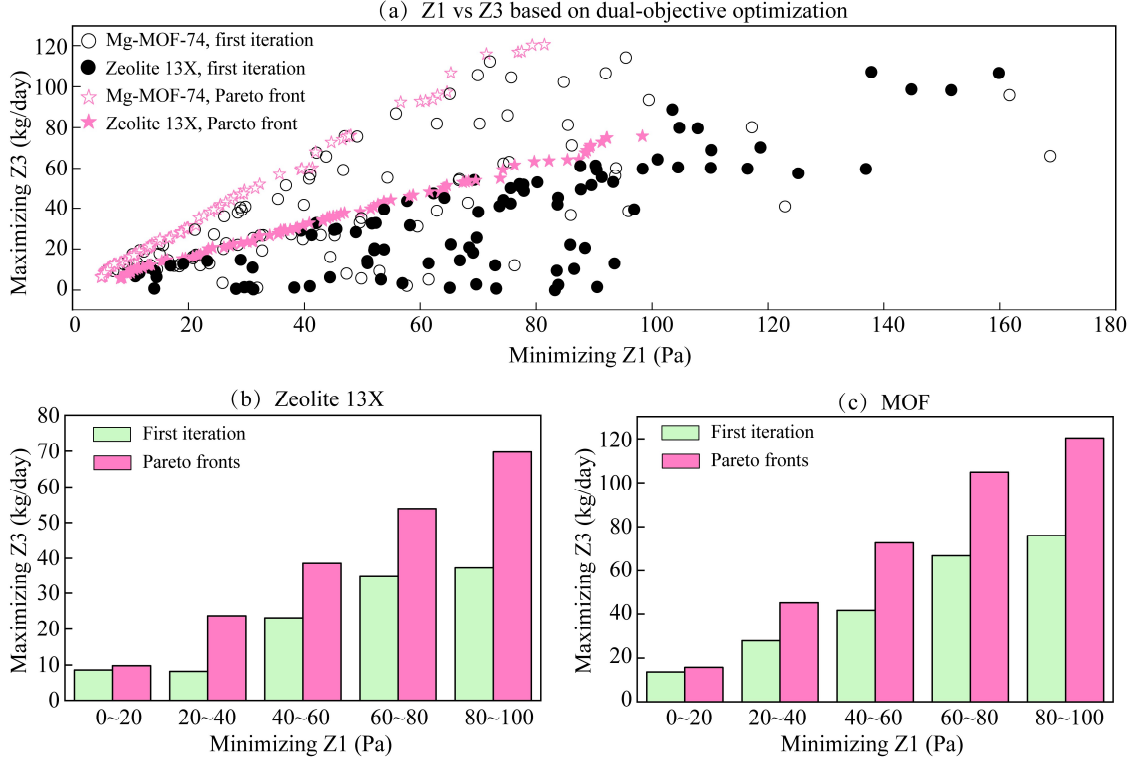 （a） Z1 vs Z3 based on dual-objective optimization
Maximizing Z3 (kg/day)
120
100
80
60
40
20
0
Mg-MOF-74, first iteration
Zeolite 13X, first iteration
Mg-MOF-74, Pareto front
Zeolite 13X, Pareto front
0 20 40 60 80 100 120 140 160 180
Minimizing Z1 (Pa)
（b） Zeolite 13X
Maximizing Z3 (kg/day)
80
70
60
50
40
30
20
10
0
First iteration
Pareto fronts
0~20 20~40 40~60 60~80 80~100
Minimizing Z1 (Pa)
（c） MOF
Maximizing Z3 (kg/day)
120
100
80
60
40
20
0
First iteration
Pareto fronts
0~20 20~40 40~60 60~80 80~100
Minimizing Z1 (Pa)